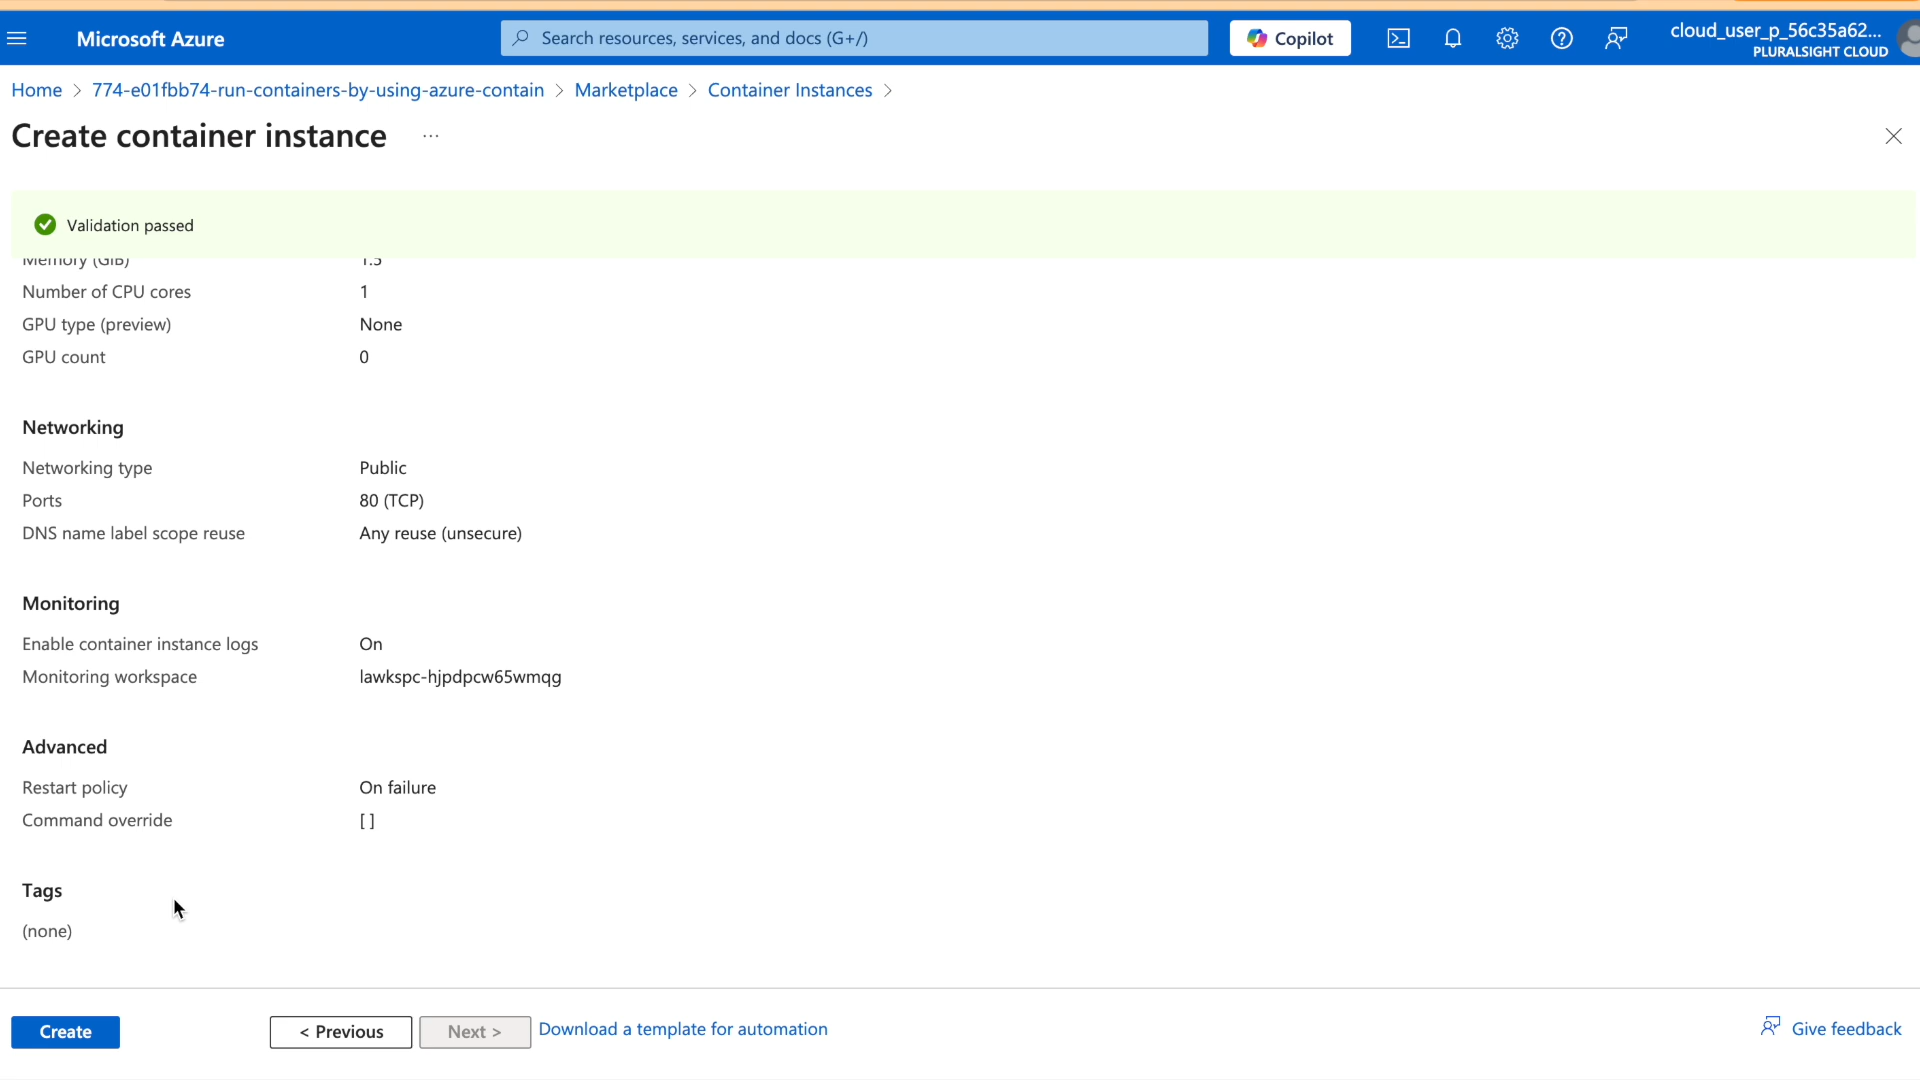 Microsoft Azure
Search resources, services, and docs (G+/)
Copilot
cloud_user_p_56c35a62...
PLURALSIGHT CLOUD
Home > 774-e01fbb74-run-containers-by-using-azure-contain > Marketplace > Container Instances >
Create container instance ...
Validation passed
Memory (GiB) 1.5
Number of CPU cores 1
GPU type (preview) None
GPU count 0
Networking
Networking type Public
Ports 80 (TCP)
DNS name label scope reuse Any reuse (unsecure)
Monitoring
Enable container instance logs On
Monitoring workspace lawkspc-hjpdpcw65wmqg
Advanced
Restart policy On failure
Command override [ ]
Tags
(none)
Create < Previous Next > Download a template for automation Give feedback